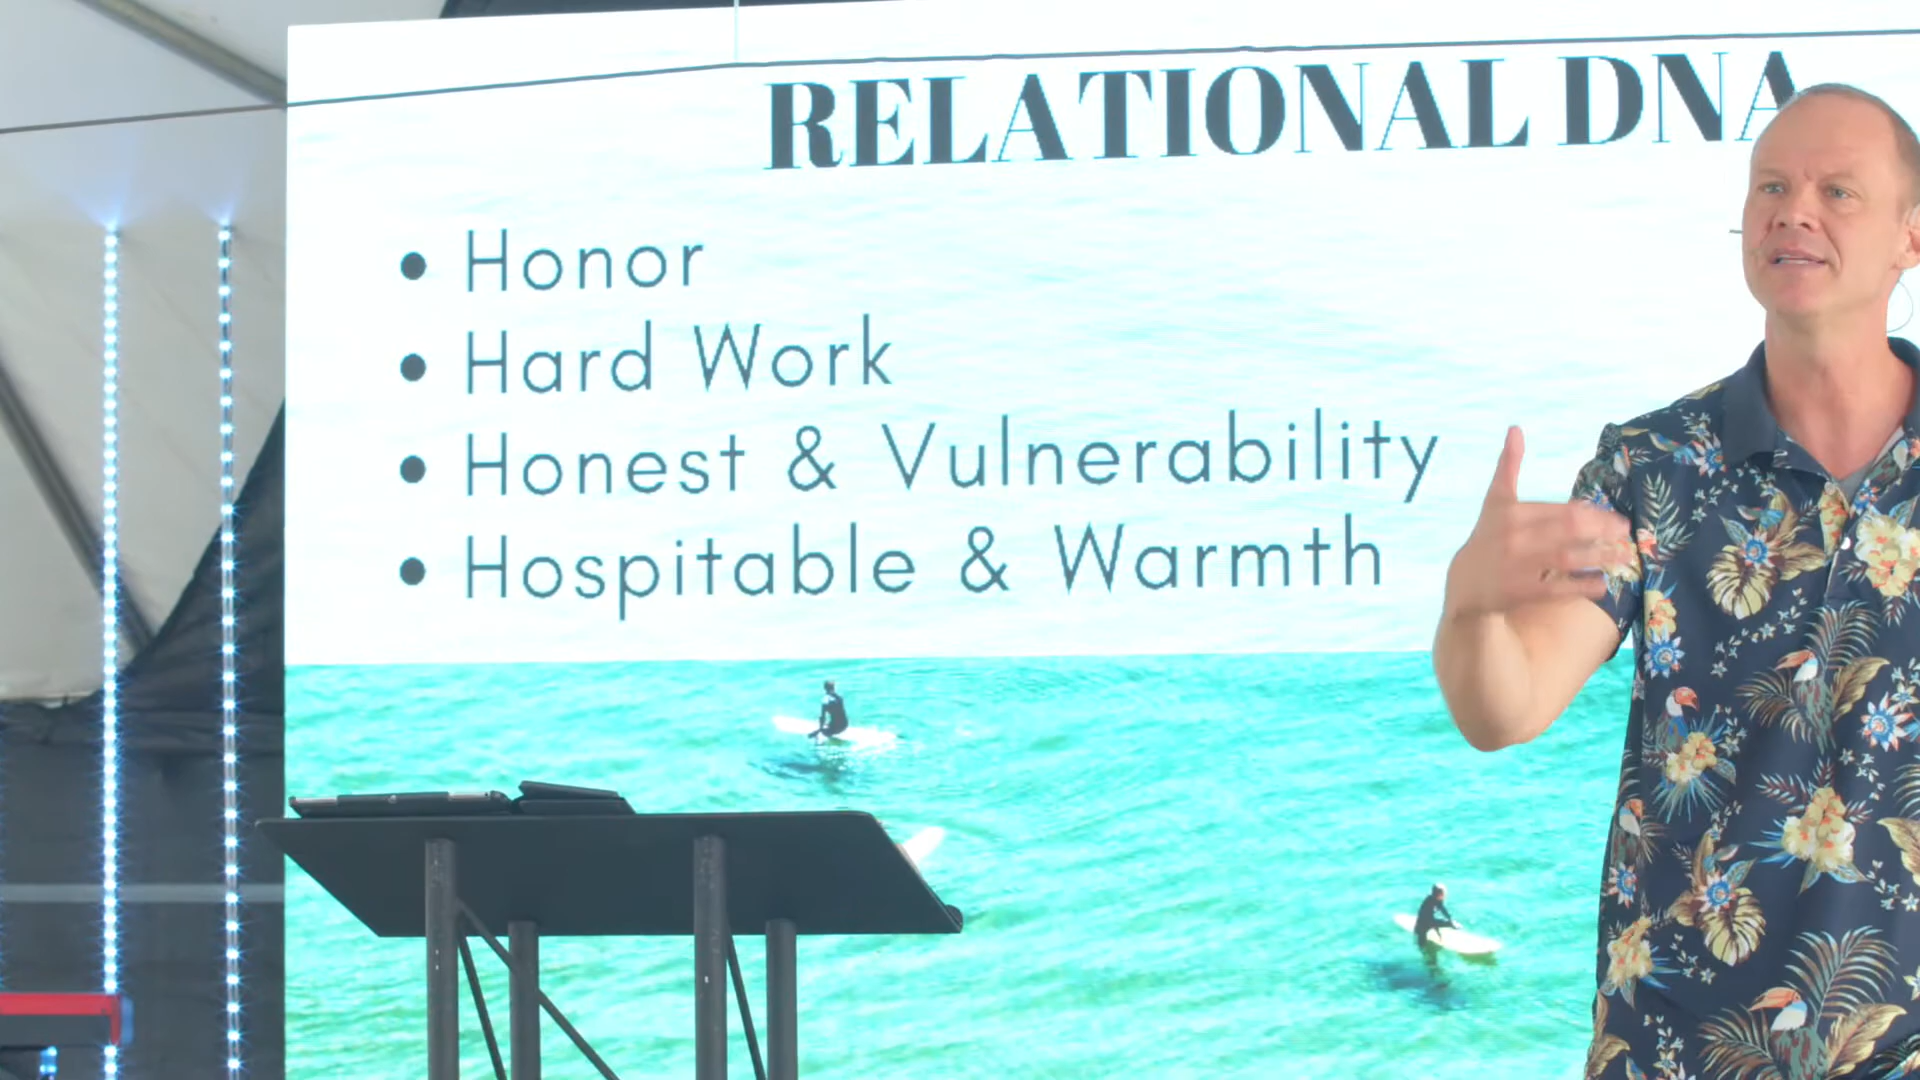 RELATIONAL DNA
• Honor
• Hard Work
• Honest & Vulnerability
• Hospitable & Warmth